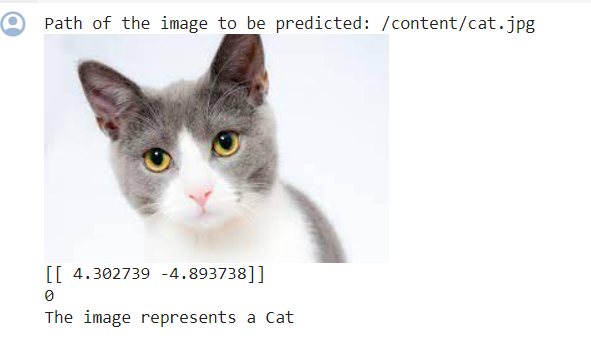 Path of the image to be predicted: /content/cat.jpg
[[ 4.302739 -4.893738]]
0
The image represents a Cat